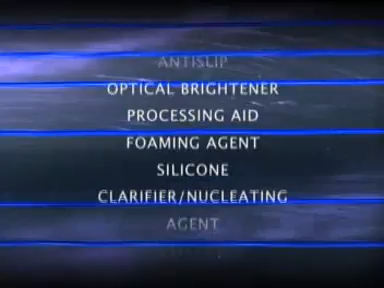 ANTISLIP
OPTICAL BRIGHTENER
PROCESSING AID
FOAMING AGENT
SILICONE
CLARIFIER/NUCLEATING
AGENT